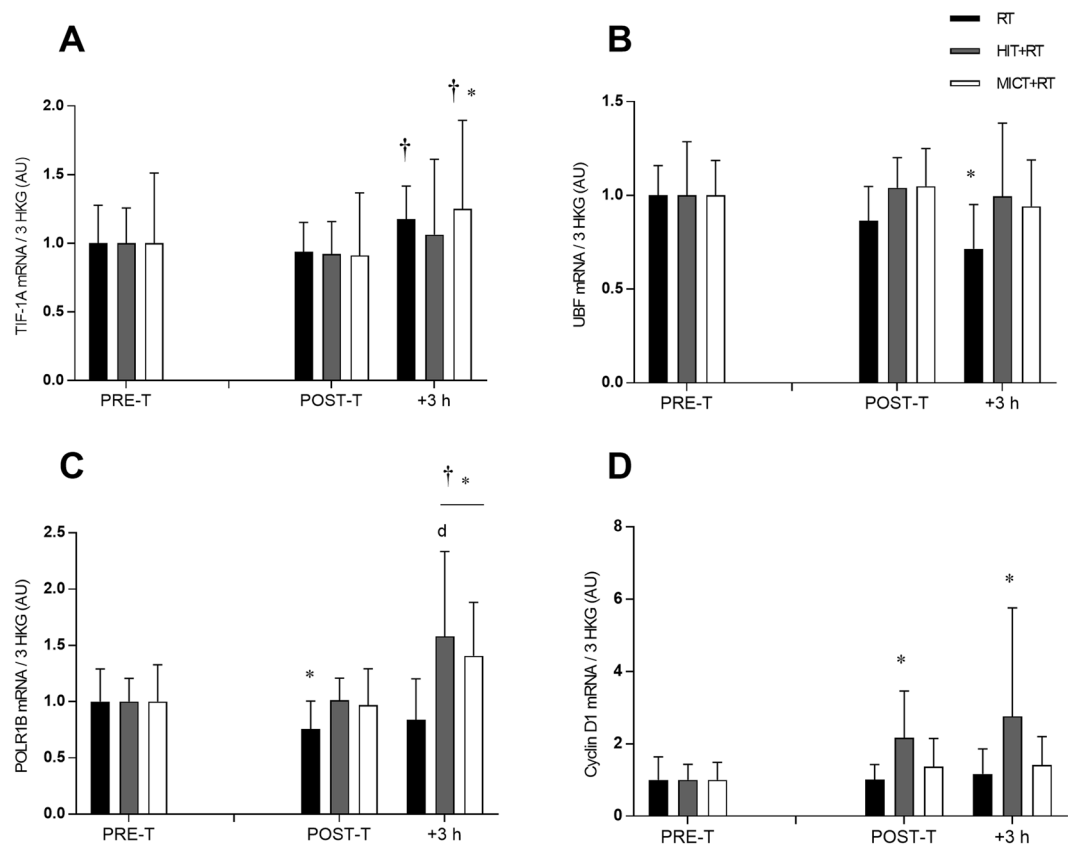 A
TIF-1A mRNA / 3 HKG (AU)
2.0
1.5
1.0
0.5
0.0
†
† *
PRE-T
POST-T
+3 h
B
RT
HIT+RT
MICT+RT
UBF mRNA / 3 HKG (AU)
1.5
1.0
0.5
0.0
*
PRE-T
POST-T
+3 h
C
POLR1B mRNA / 3 HKG (AU)
2.5
2.0
1.5
1.0
0.5
0.0
*
† *
d
PRE-T
POST-T
+3 h
D
Cyclin D1 mRNA / 3 HKG (AU)
8
6
4
2
0
*
*
PRE-T
POST-T
+3 h